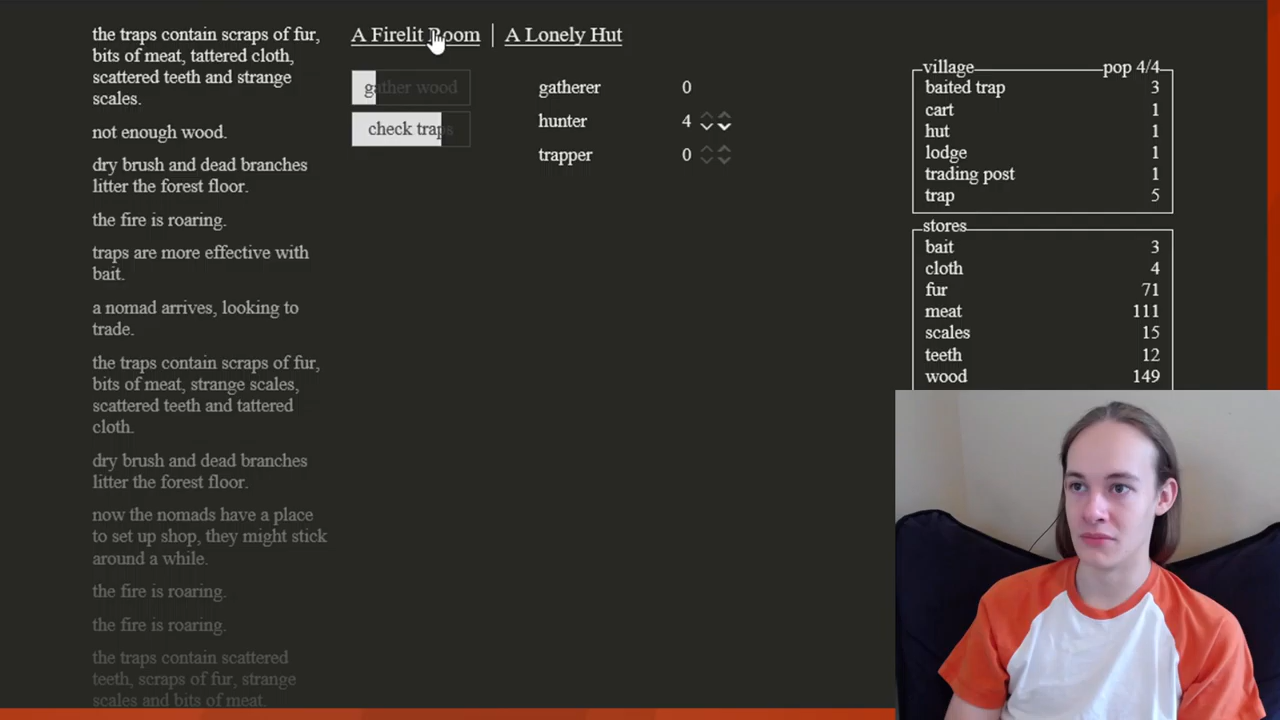 the traps contain scraps of fur,
bits of meat, tattered cloth,
scattered teeth and strange
scales.
not enough wood.
dry brush and dead branches
litter the forest floor.
the fire is roaring.
traps are more effective with
bait.
a nomad arrives, looking to
trade.
the traps contain scraps of fur,
bits of meat, strange scales,
scattered teeth and tattered
cloth.
dry brush and dead branches
litter the forest floor.
now the nomads have a place
to set up shop, they might stick
around a while.
the fire is roaring.
the fire is roaring.
the traps contain scattered
teeth, scraps of fur, strange
scales and bits of meat.
A Firelit Room | A Lonely Hut
gather wood
check traps
gatherer 0
hunter 4
trapper 0
village pop 4/4
baited trap 3
cart 1
hut 1
lodge 1
trading post 1
trap 5
stores
bait 3
cloth 4
fur 71
meat 111
scales 15
teeth 12
wood 149